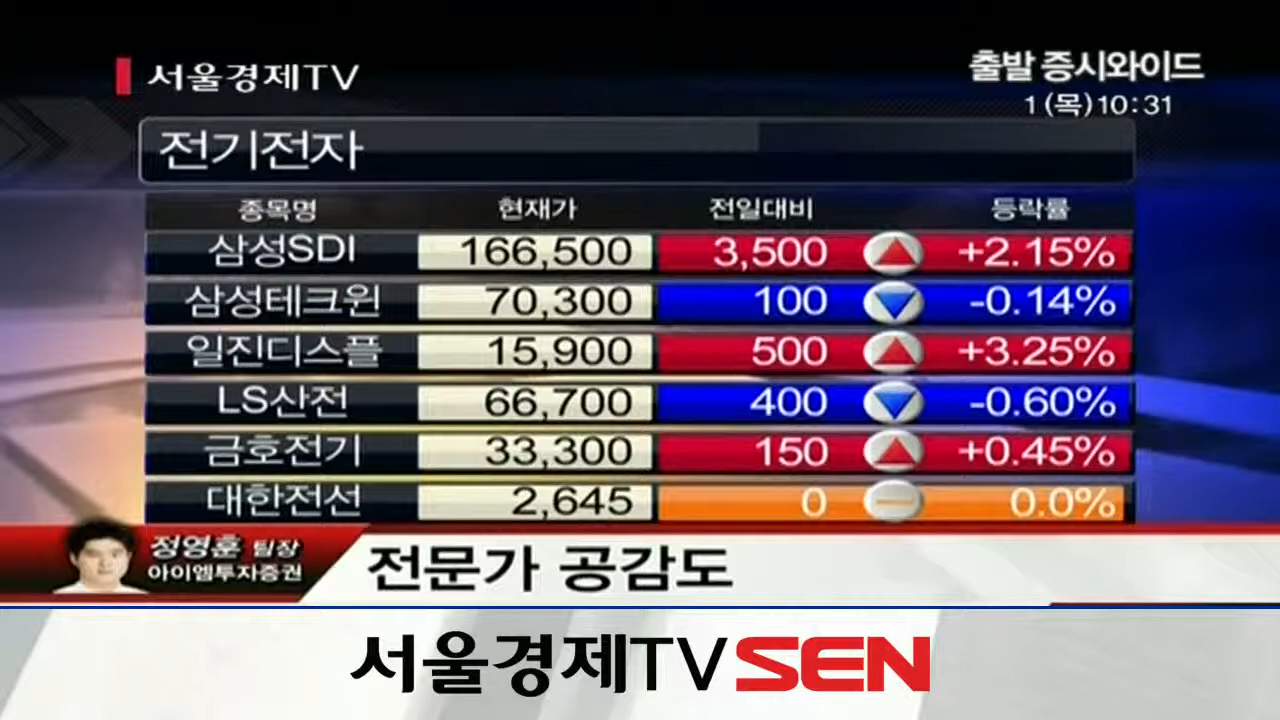 서울경제TV
출발 증시와이드
1 (목) 10:31
전기전자
종목명 현재가 전일대비 등락률
삼성SDI 166,500 3,500 ▲ +2.15%
삼성테크윈 70,300 100 ▼ -0.14%
일진디스플 15,900 500 ▲ +3.25%
LS산전 66,700 400 ▼ -0.60%
금호전기 33,300 150 ▲ +0.45%
대한전선 2,645 0 - 0.0%
정영훈 팀장
아이엠투자증권
전문가 공감도
서울경제TV SEN